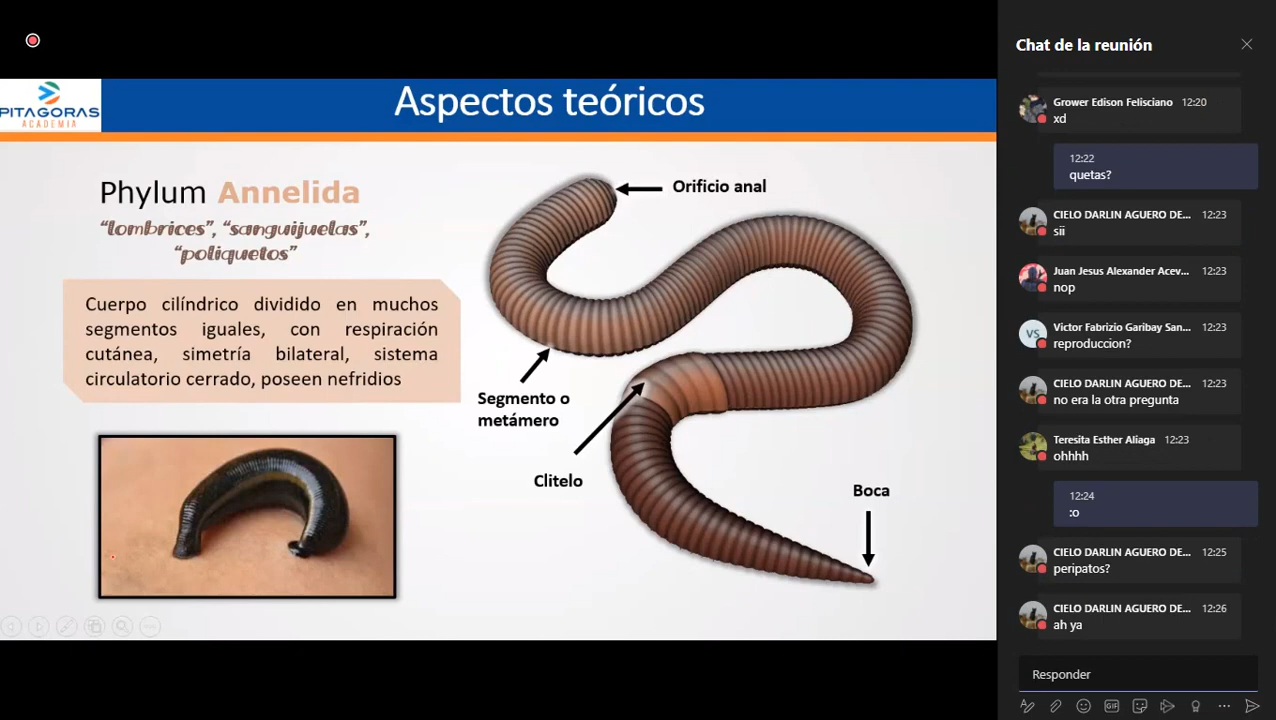 PITAGORAS
ACADEMIA
Aspectos teóricos
Phylum Annelida
“lombrices”, “sanguijuelas”,
“poliquetos”
Cuerpo cilíndrico dividido en muchos
segmentos iguales, con respiración
cutánea, simetría bilateral, sistema
circulatorio cerrado, poseen nefridios
Orificio anal
Segmento o
metámero
Clitelo
Boca
Chat de la reunión
Grower Edison Felisciano 12:20
xd
12:22
quetas?
CIELO DARLIN AGUERO DE... 12:23
sii
Juan Jesus Alexander Acev... 12:23
nop
VS
Victor Fabrizio Garibay San... 12:23
reproduccion?
CIELO DARLIN AGUERO DE... 12:23
no era la otra pregunta
Teresita Esther Aliaga 12:23
ohhhh
12:24
:o
CIELO DARLIN AGUERO DE... 12:25
peripatos?
CIELO DARLIN AGUERO DE... 12:26
ah ya
Responder
GIF